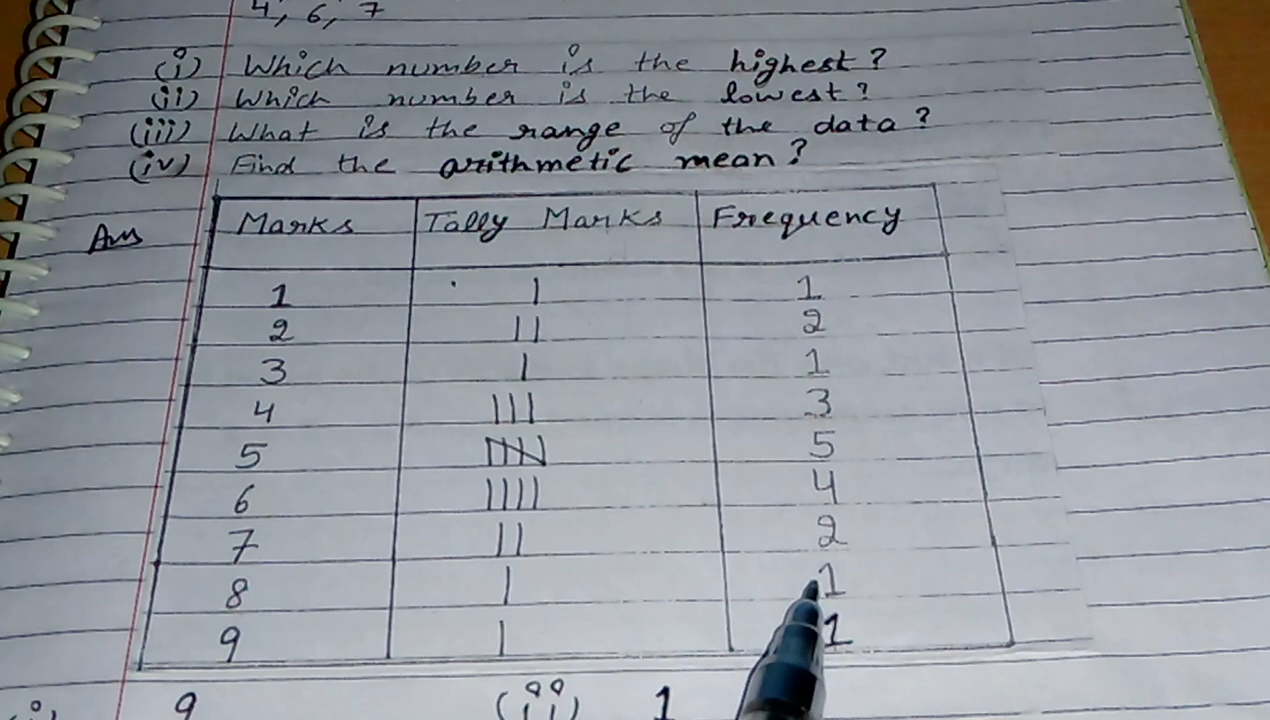 4, 6, 7
(i) Which number is the highest?
(ii) Which number is the lowest?
(iii) What is the range of the data?
(iv) Find the arithmetic mean?
Ans
Marks Tally Marks Frequency
1 | 1
2 || 2
3 | 1
4 ||| 3
5 |||| 5
6 |||| 4
7 || 2
8 | 1
9 | 1
(i) 9 (ii) 1